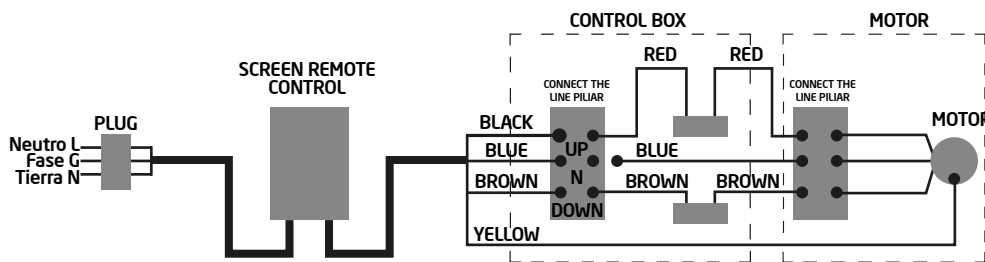 CONTROL BOX
MOTOR
RED
RED
SCREEN REMOTE
CONTROL
CONNECT THE
LINE PILIAR
CONNECT THE
LINE PILIAR
PLUG
Neutro L
Fase G
Tierra N
BLACK
BLUE
BROWN
YELLOW
UP
N
DOWN
BLUE
BROWN
BROWN
MOTOR